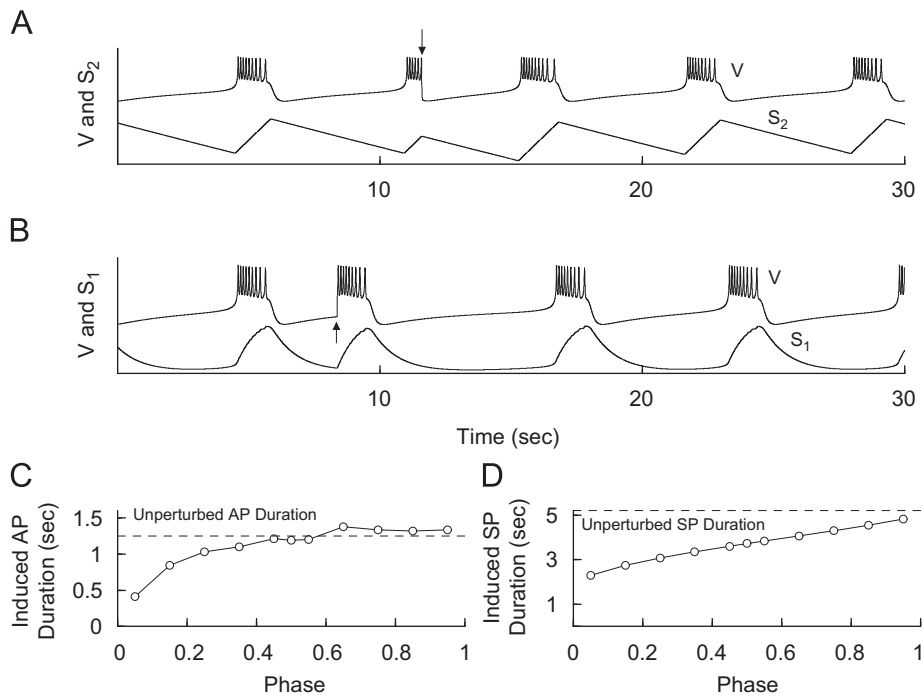 A
V and S2
V
S2
10
20
30
B
V and S1
V
S1
10
20
30
Time (sec)
C
Induced AP
Duration (sec)
Unperturbed AP Duration
1.5
1
0.5
0
0
0.2
0.4
0.6
0.8
1
Phase
D
Induced SP
Duration (sec)
Unperturbed SP Duration
5
3
1
0
0.2
0.4
0.6
0.8
1
Phase